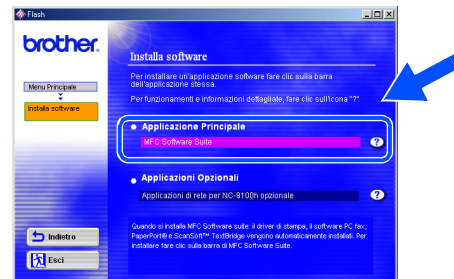 Flash
brother.
Installa software
Per installare un'applicazione software fare clic sulla barra
dell'applicazione stessa.
Per funzionamenti e informazioni dettagliate, fare clic sull'icona "?"
Menu Principale
Installa software
Applicazione Principale
MFC Software Suite
?
Applicazioni Opzionali
Applicazioni di rete per NC-8100h opzionale
?
Quando si installa MFC Software suite: il driver di stampa, il software PC fax,
PaperPort® e ScanSoft™ TextBridge vengono automaticamente installati. Per
installare fare clic sulla barra di MFC Software Suite.
Indietro
Esci